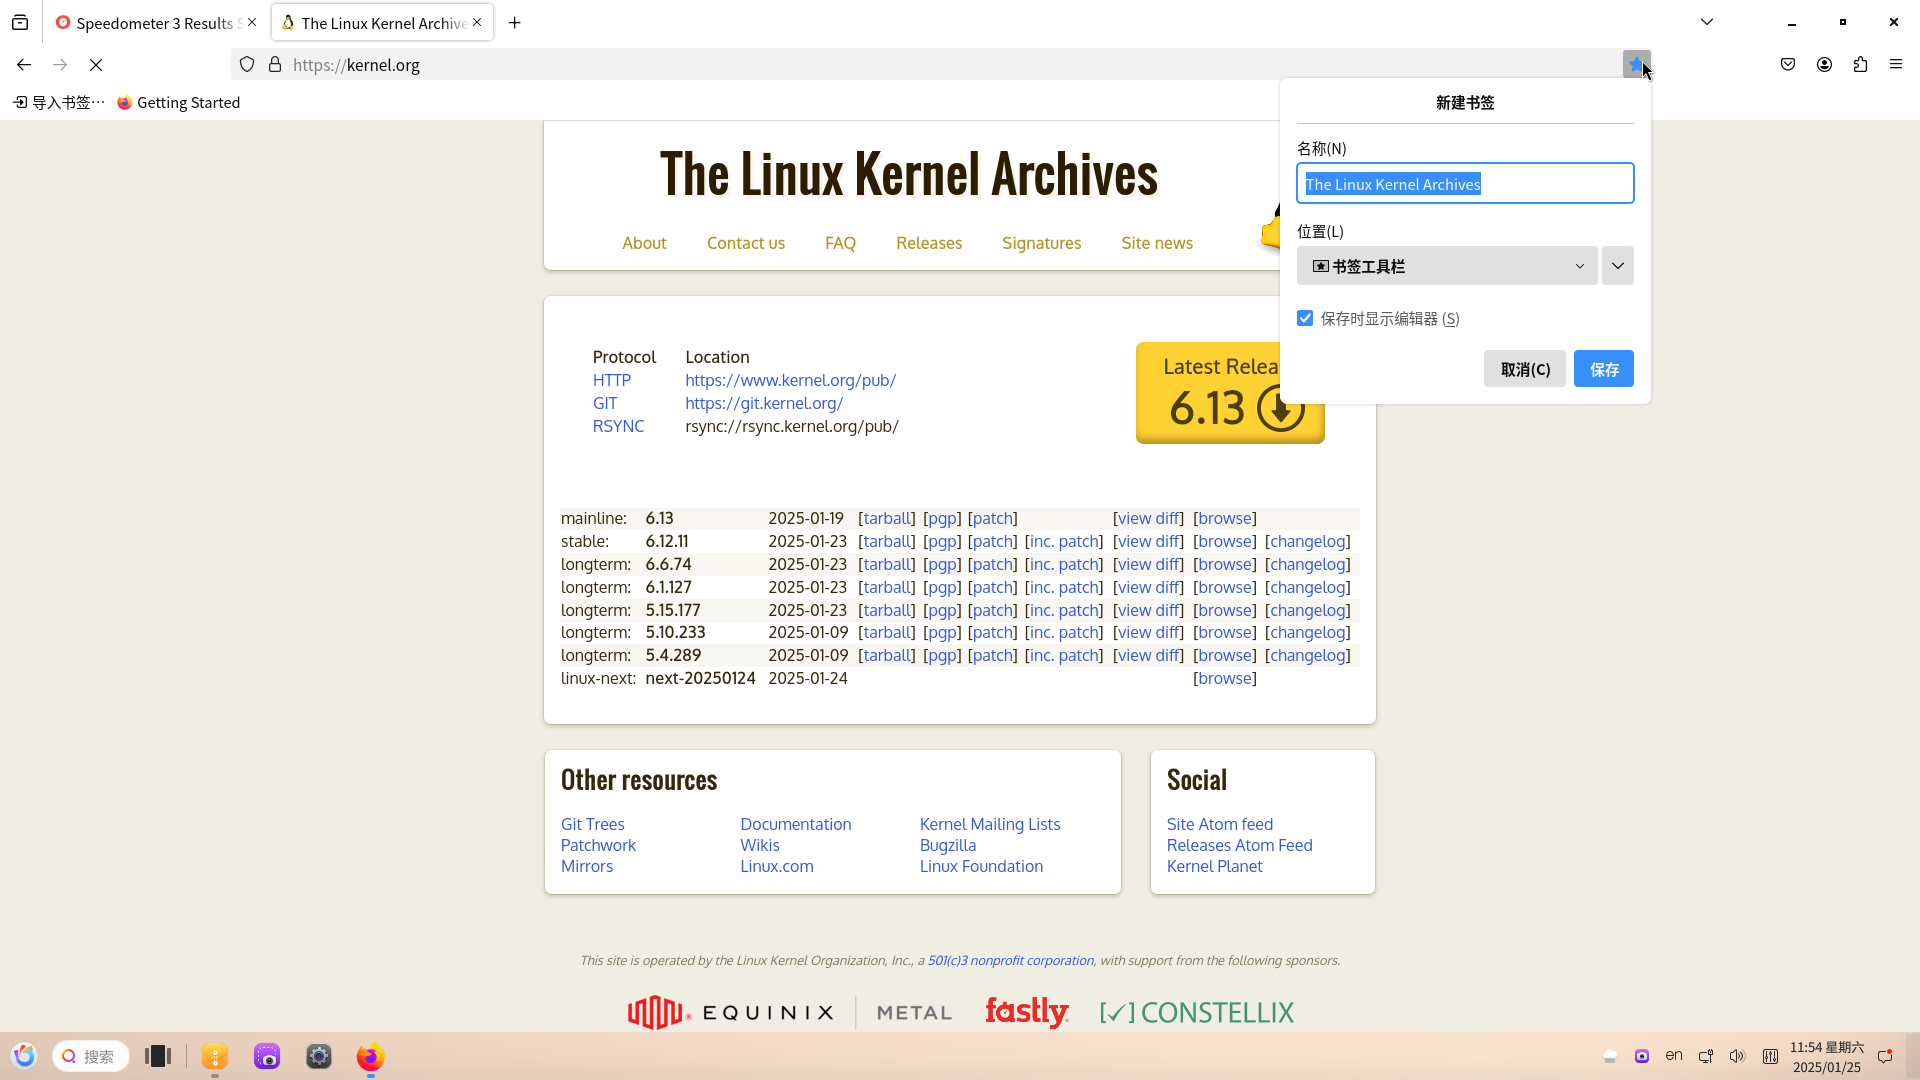 Speedometer 3 Results S
The Linux Kernel Archive
https://kernel.org
导入书签… Getting Started
新建书签
名称(N)
The Linux Kernel Archives
位置(L)
书签工具栏
保存时显示编辑器 (S)
取消(C) 保存
The Linux Kernel Archives
About Contact us FAQ Releases Signatures Site news
Protocol Location
HTTP https://www.kernel.org/pub/
GIT https://git.kernel.org/
RSYNC rsync://rsync.kernel.org/pub/
Latest Relea
6.13
mainline: 6.13 2025-01-19 [tarball] [pgp] [patch] [view diff] [browse]
stable: 6.12.11 2025-01-23 [tarball] [pgp] [patch] [inc. patch] [view diff] [browse] [changelog]
longterm: 6.6.74 2025-01-23 [tarball] [pgp] [patch] [inc. patch] [view diff] [browse] [changelog]
longterm: 6.1.127 2025-01-23 [tarball] [pgp] [patch] [inc. patch] [view diff] [browse] [changelog]
longterm: 5.15.177 2025-01-23 [tarball] [pgp] [patch] [inc. patch] [view diff] [browse] [changelog]
longterm: 5.10.233 2025-01-09 [tarball] [pgp] [patch] [inc. patch] [view diff] [browse] [changelog]
longterm: 5.4.289 2025-01-09 [tarball] [pgp] [patch] [inc. patch] [view diff] [browse] [changelog]
linux-next: next-20250124 2025-01-24 [browse]
Other resources
Git Trees Documentation Kernel Mailing Lists
Patchwork Wikis Bugzilla
Mirrors Linux.com Linux Foundation
Social
Site Atom feed
Releases Atom Feed
Kernel Planet
This site is operated by the Linux Kernel Organization, Inc., a 501(c)3 nonprofit corporation, with support from the following sponsors.
EQUINIX METAL fastly CONSTELLIX
搜索
en
11:54 星期六
2025/01/25